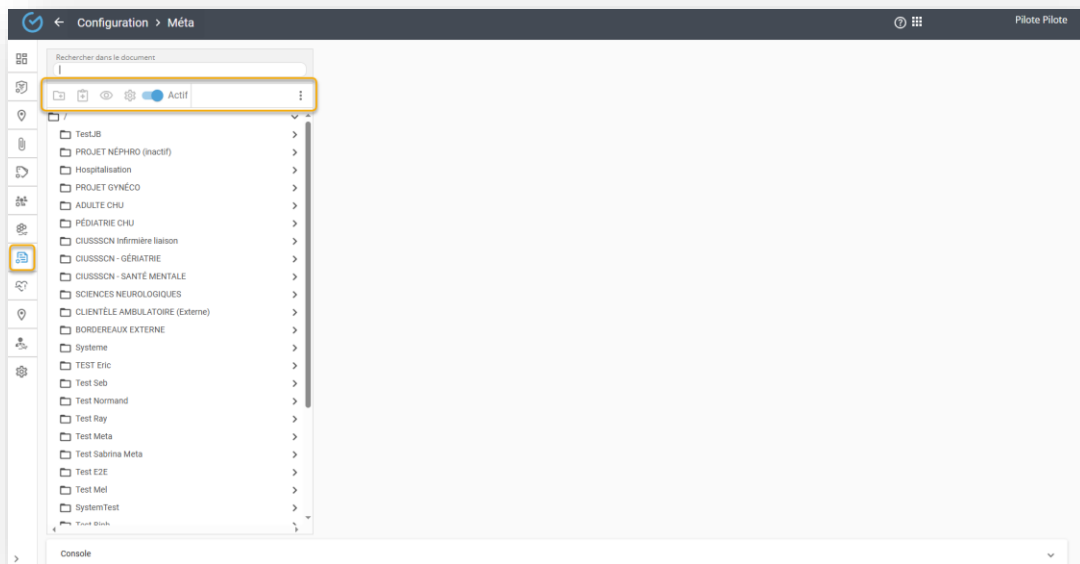 Configuration > Méta
Pilote Pilote
Rechercher dans le document
Actif
/
TestJB
PROJET NÉPHRO (inactif)
Hospitalisation
PROJET GYNÉCO
ADULTE CHU
PÉDIATRIE CHU
CIUSSSCN Infirmière liaison
CIUSSSCN - GÉRIATRIE
CIUSSSCN - SANTÉ MENTALE
SCIENCES NEUROLOGIQUES
CLIENTÈLE AMBULATOIRE (Externe)
BORDEREAUX EXTERNE
Systeme
TEST Eric
Test Seb
Test Normand
Test Ray
Test Meta
Test Sabrina Meta
Test E2E
Test Mel
SystemTest
Console